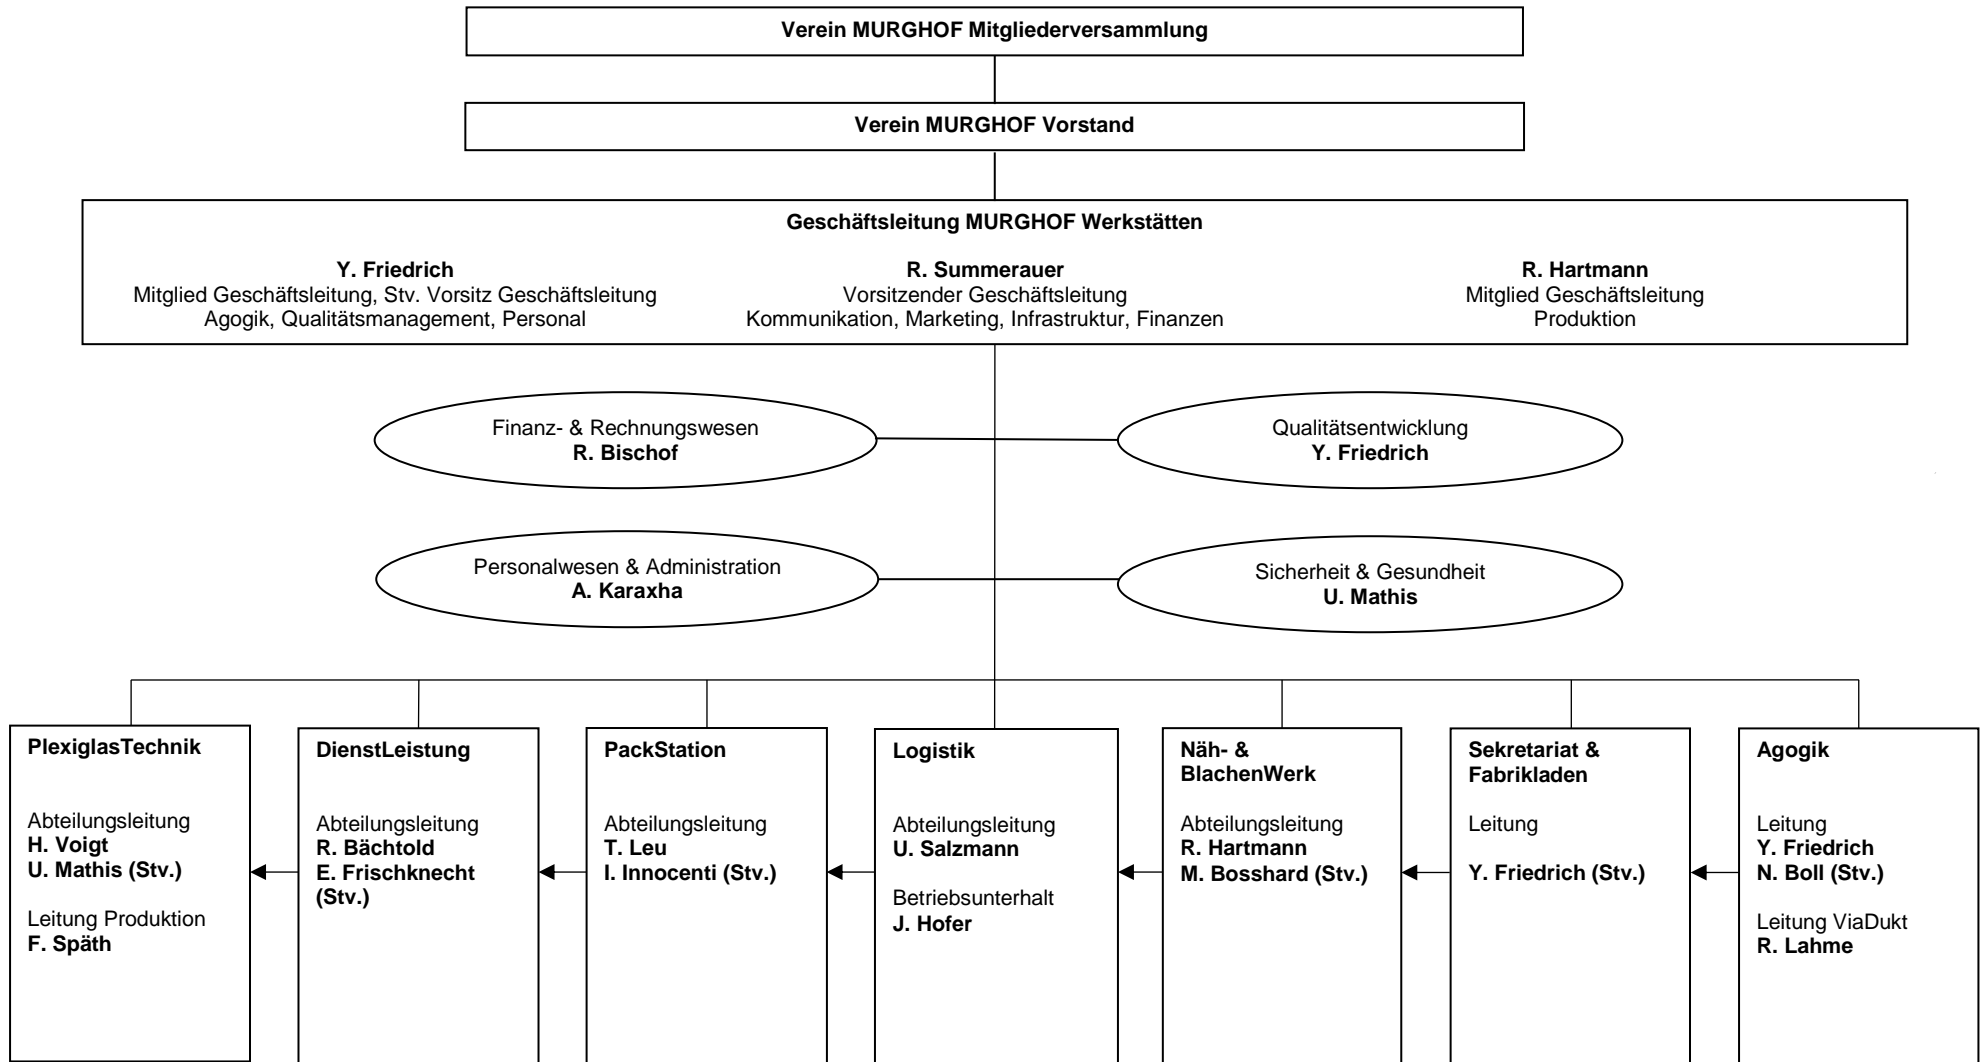 Verein MURGHOF Mitgliederversammlung
Verein MURGHOF Vorstand
Geschäftsleitung MURGHOF Werkstätten
Y. Friedrich
Mitglied Geschäftsleitung, Stv. Vorsitz Geschäftsleitung
Agogik, Qualitätsmanagement, Personal
R. Summerauer
Vorsitzender Geschäftsleitung
Kommunikation, Marketing, Infrastruktur, Finanzen
R. Hartmann
Mitglied Geschäftsleitung
Produktion
Finanz- & Rechnungswesen
R. Bischof
Qualitätsentwicklung
Y. Friedrich
Personalwesen & Administration
A. Karaxha
Sicherheit & Gesundheit
U. Mathis
PlexiglasTechnik
Abteilungsleitung
H. Voigt
U. Mathis (Stv.)
Leitung Produktion
F. Späth
DienstLeistung
Abteilungsleitung
R. Bächtold
E. Frischknecht
(Stv.)
PackStation
Abteilungsleitung
T. Leu
I. Innocenti (Stv.)
Logistik
Abteilungsleitung
U. Salzmann
Betriebsunterhalt
J. Hofer
Näh- &
BlachenWerk
Abteilungsleitung
R. Hartmann
M. Bosshard (Stv.)
Sekretariat &
Fabrikladen
Leitung
Y. Friedrich (Stv.)
Agogik
Leitung
Y. Friedrich
N. Boll (Stv.)
Leitung ViaDukt
R. Lahme